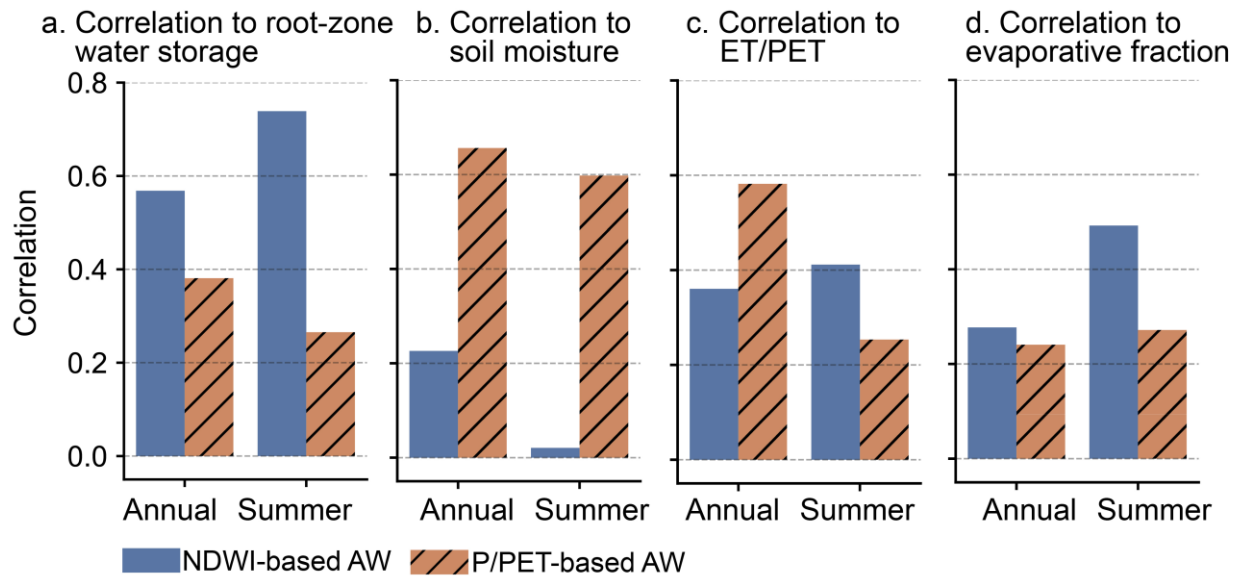 a. Correlation to root-zone
water storage
b. Correlation to
soil moisture
c. Correlation to
ET/PET
d. Correlation to
evaporative fraction
Correlation
0.8
0.6
0.4
0.2
0.0
Annual Summer
Annual Summer
Annual Summer
Annual Summer
NDWI-based AW P/PET-based AW